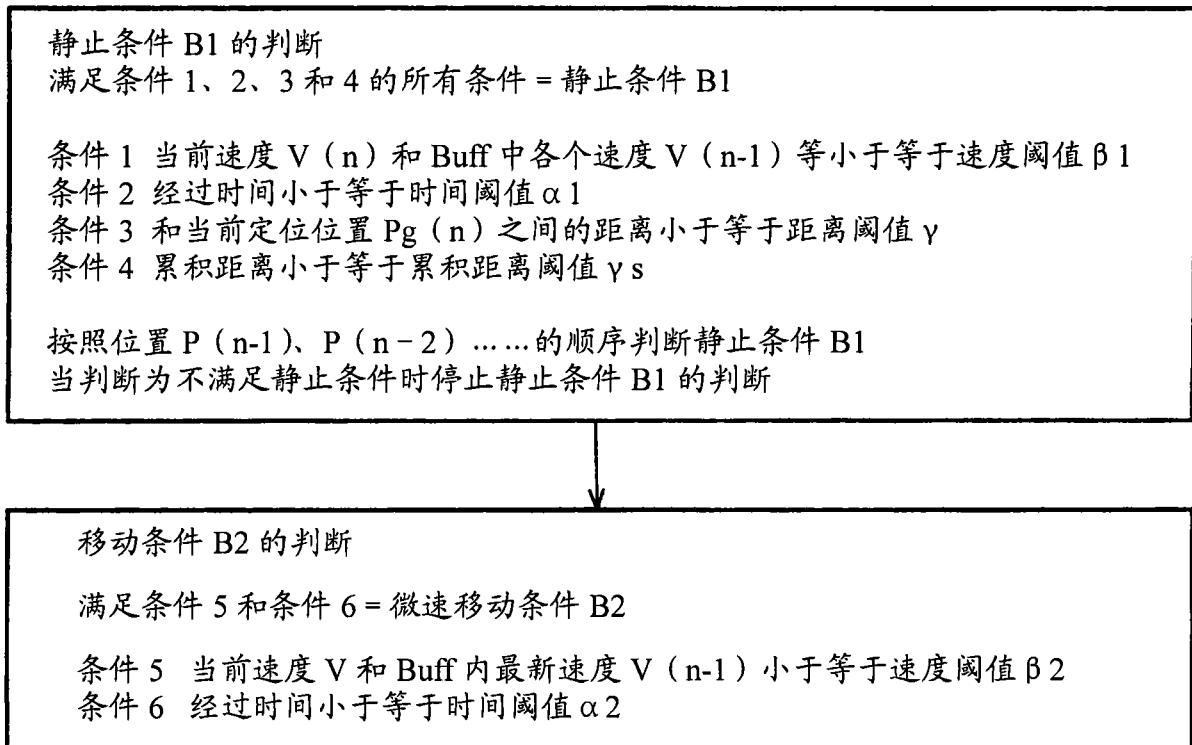 静止条件 B1 的判断
满足条件 1、2、3 和 4 的所有条件 = 静止条件 B1
条件 1 当前速度 V（n）和 Buff 中各个速度 V（n-1）等小于等于速度阈值 β 1
条件 2 经过时间小于等于时间阈值 α 1
条件 3 和当前定位位置 Pg（n）之间的距离小于等于距离阈值 γ
条件 4 累积距离小于等于累积距离阈值 γ s
按照位置 P（n-1）、P（n－2）……的顺序判断静止条件 B1
当判断为不满足静止条件时停止静止条件 B1 的判断
移动条件 B2 的判断
满足条件 5 和条件 6 = 微速移动条件 B2
条件 5 当前速度 V 和 Buff 内最新速度 V（n-1）小于等于速度阈值 β 2
条件 6 经过时间小于等于时间阈值 α 2